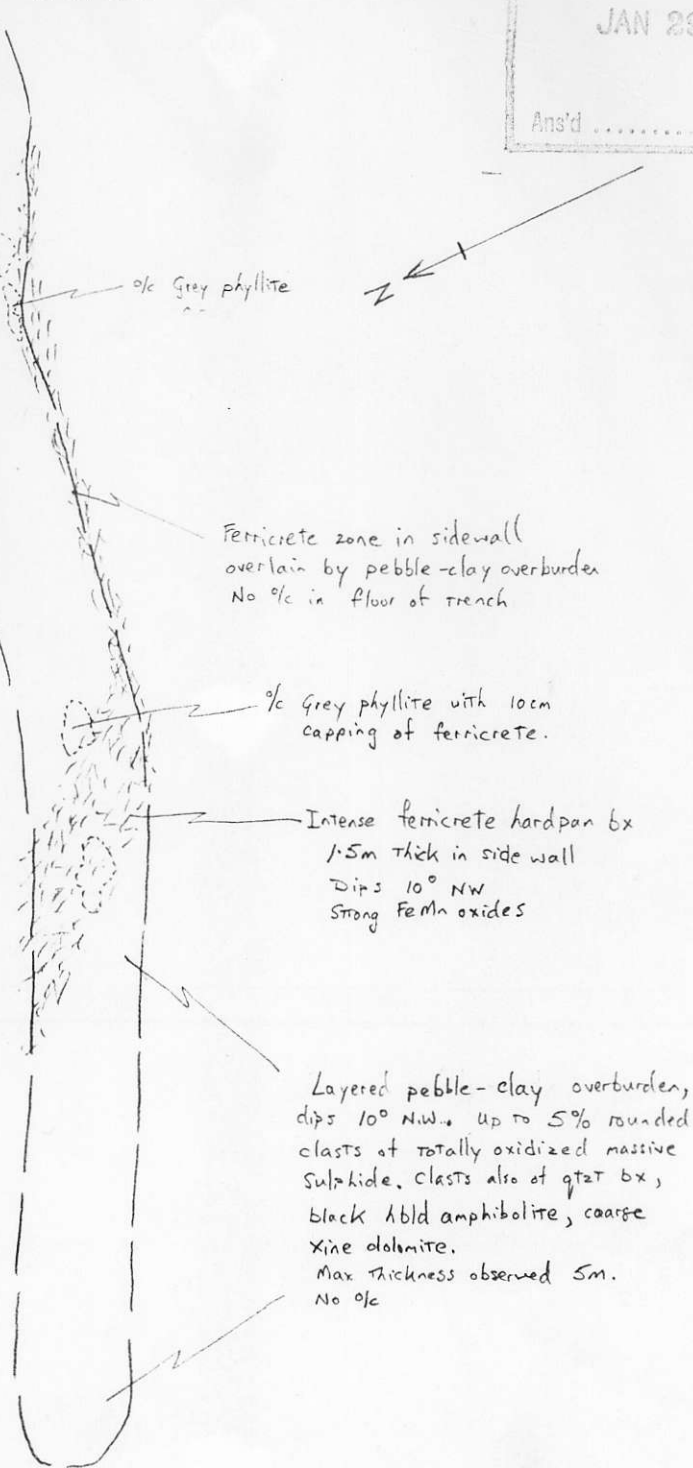 JAN 29
Ans'd ..........
o/c Grey phyllite
N
Ferricrete zone in sidewall
overlain by pebble-clay overburden
No o/c in floor of trench
o/c Grey phyllite with 10cm
capping of ferricrete.
Intense ferricrete hardpan bx
1.5m thick in side wall
Dips 10° NW
Strong FeMn oxides
Layered pebble-clay overburden,
dips 10° N.W. Up to 5% rounded
clasts of totally oxidized massive
sulphide. Clasts also of qtzt bx,
black hbld amphibolite, coarse
xine dolomite.
Max thickness observed 5m.
No o/c